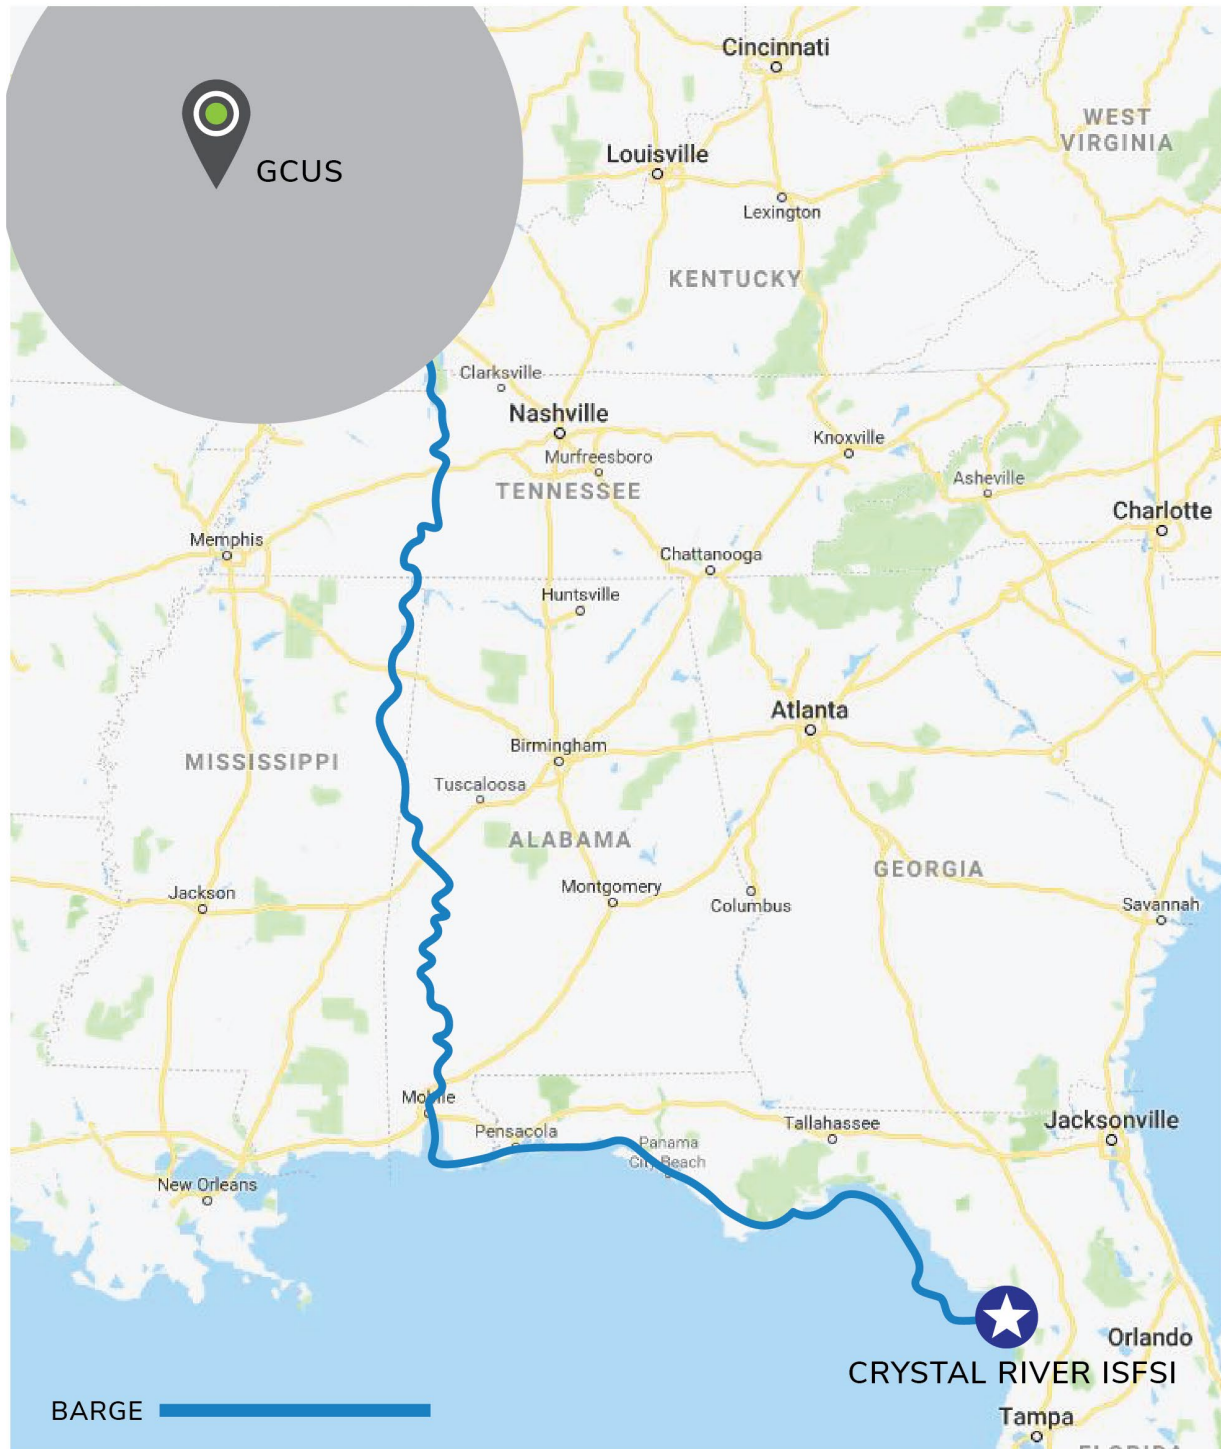 Cincinnati
WEST
VIRGINIA
Louisville
GCUS
Lexington
KENTUCKY
Clarksville
Nashville
Knoxville
Murfreesboro
Asheville
TENNESSEE
Charlotte
Memphis
Chattanooga
Huntsville
Atlanta
Birmingham
MISSISSIPPI
Tuscaloosa
ALABAMA
GEORGIA
Montgomery
Jackson
Columbus
Savannah
Mobile
Jacksonville
Tallahassee
Pensacola
Panama
City Beach
New Orleans
Orlando
CRYSTAL RIVER ISFSI
BARGE
Tampa
FLORIDA